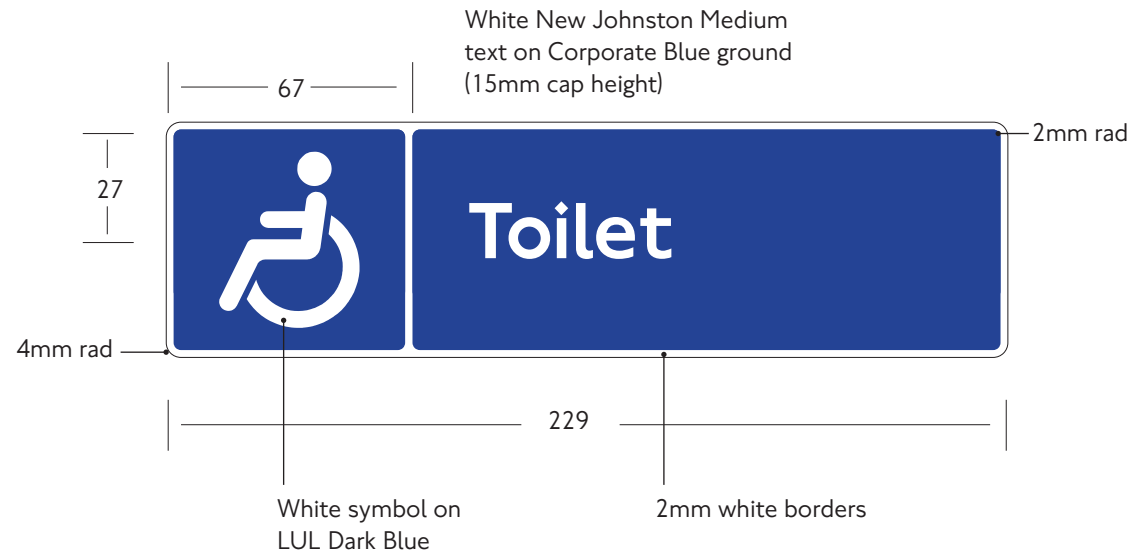 White New Johnston Medium
text on Corporate Blue ground
(15mm cap height)
67
2mm rad
27
Toilet
4mm rad
229
White symbol on
LUL Dark Blue
2mm white borders